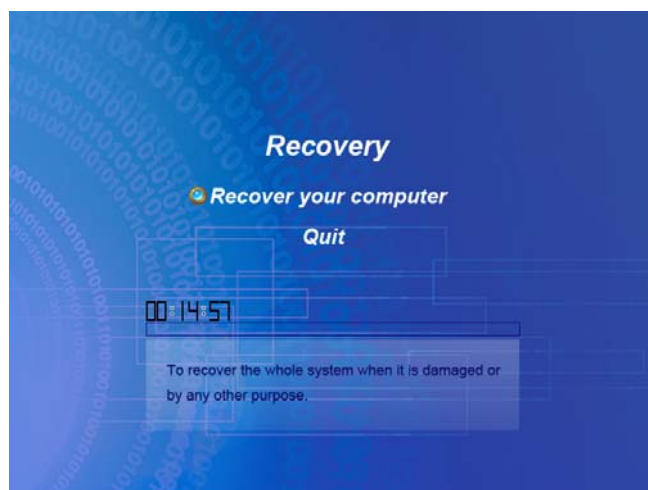 Recovery
Recover your computer
Quit
00:14:57
To recover the whole system when it is damaged or
by any other purpose.